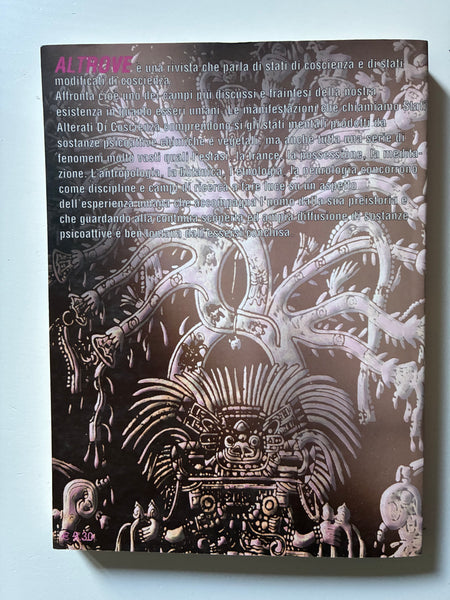 ALTROVE è una rivista che parla di stati di coscienza e di stati
modificati di coscienza.
Affronta cioè uno dei campi più discussi e fraintesi della nostra
esistenza in quanto esseri umani. Le manifestazioni che chiamiamo Stati
Alterati Di Coscienza comprendono sì gli stati mentali prodotti da
sostanze psicoattive chimiche e vegetali, ma anche tutta una serie di
fenomeni molto vasti quali l'estasi, la trance, la possessione, la medita-
zione. L'antropologia, la botanica, l'etnologia, la neurologia concorrono
come discipline e campi di ricerca a fare luce su un aspetto
dell'esperienza umana che accompagna l'uomo dalla sua preistoria e
che guardando alla continua scoperta ed ampia diffusione di sostanze
psicoattive è ben lontana dall'essere conclusa.